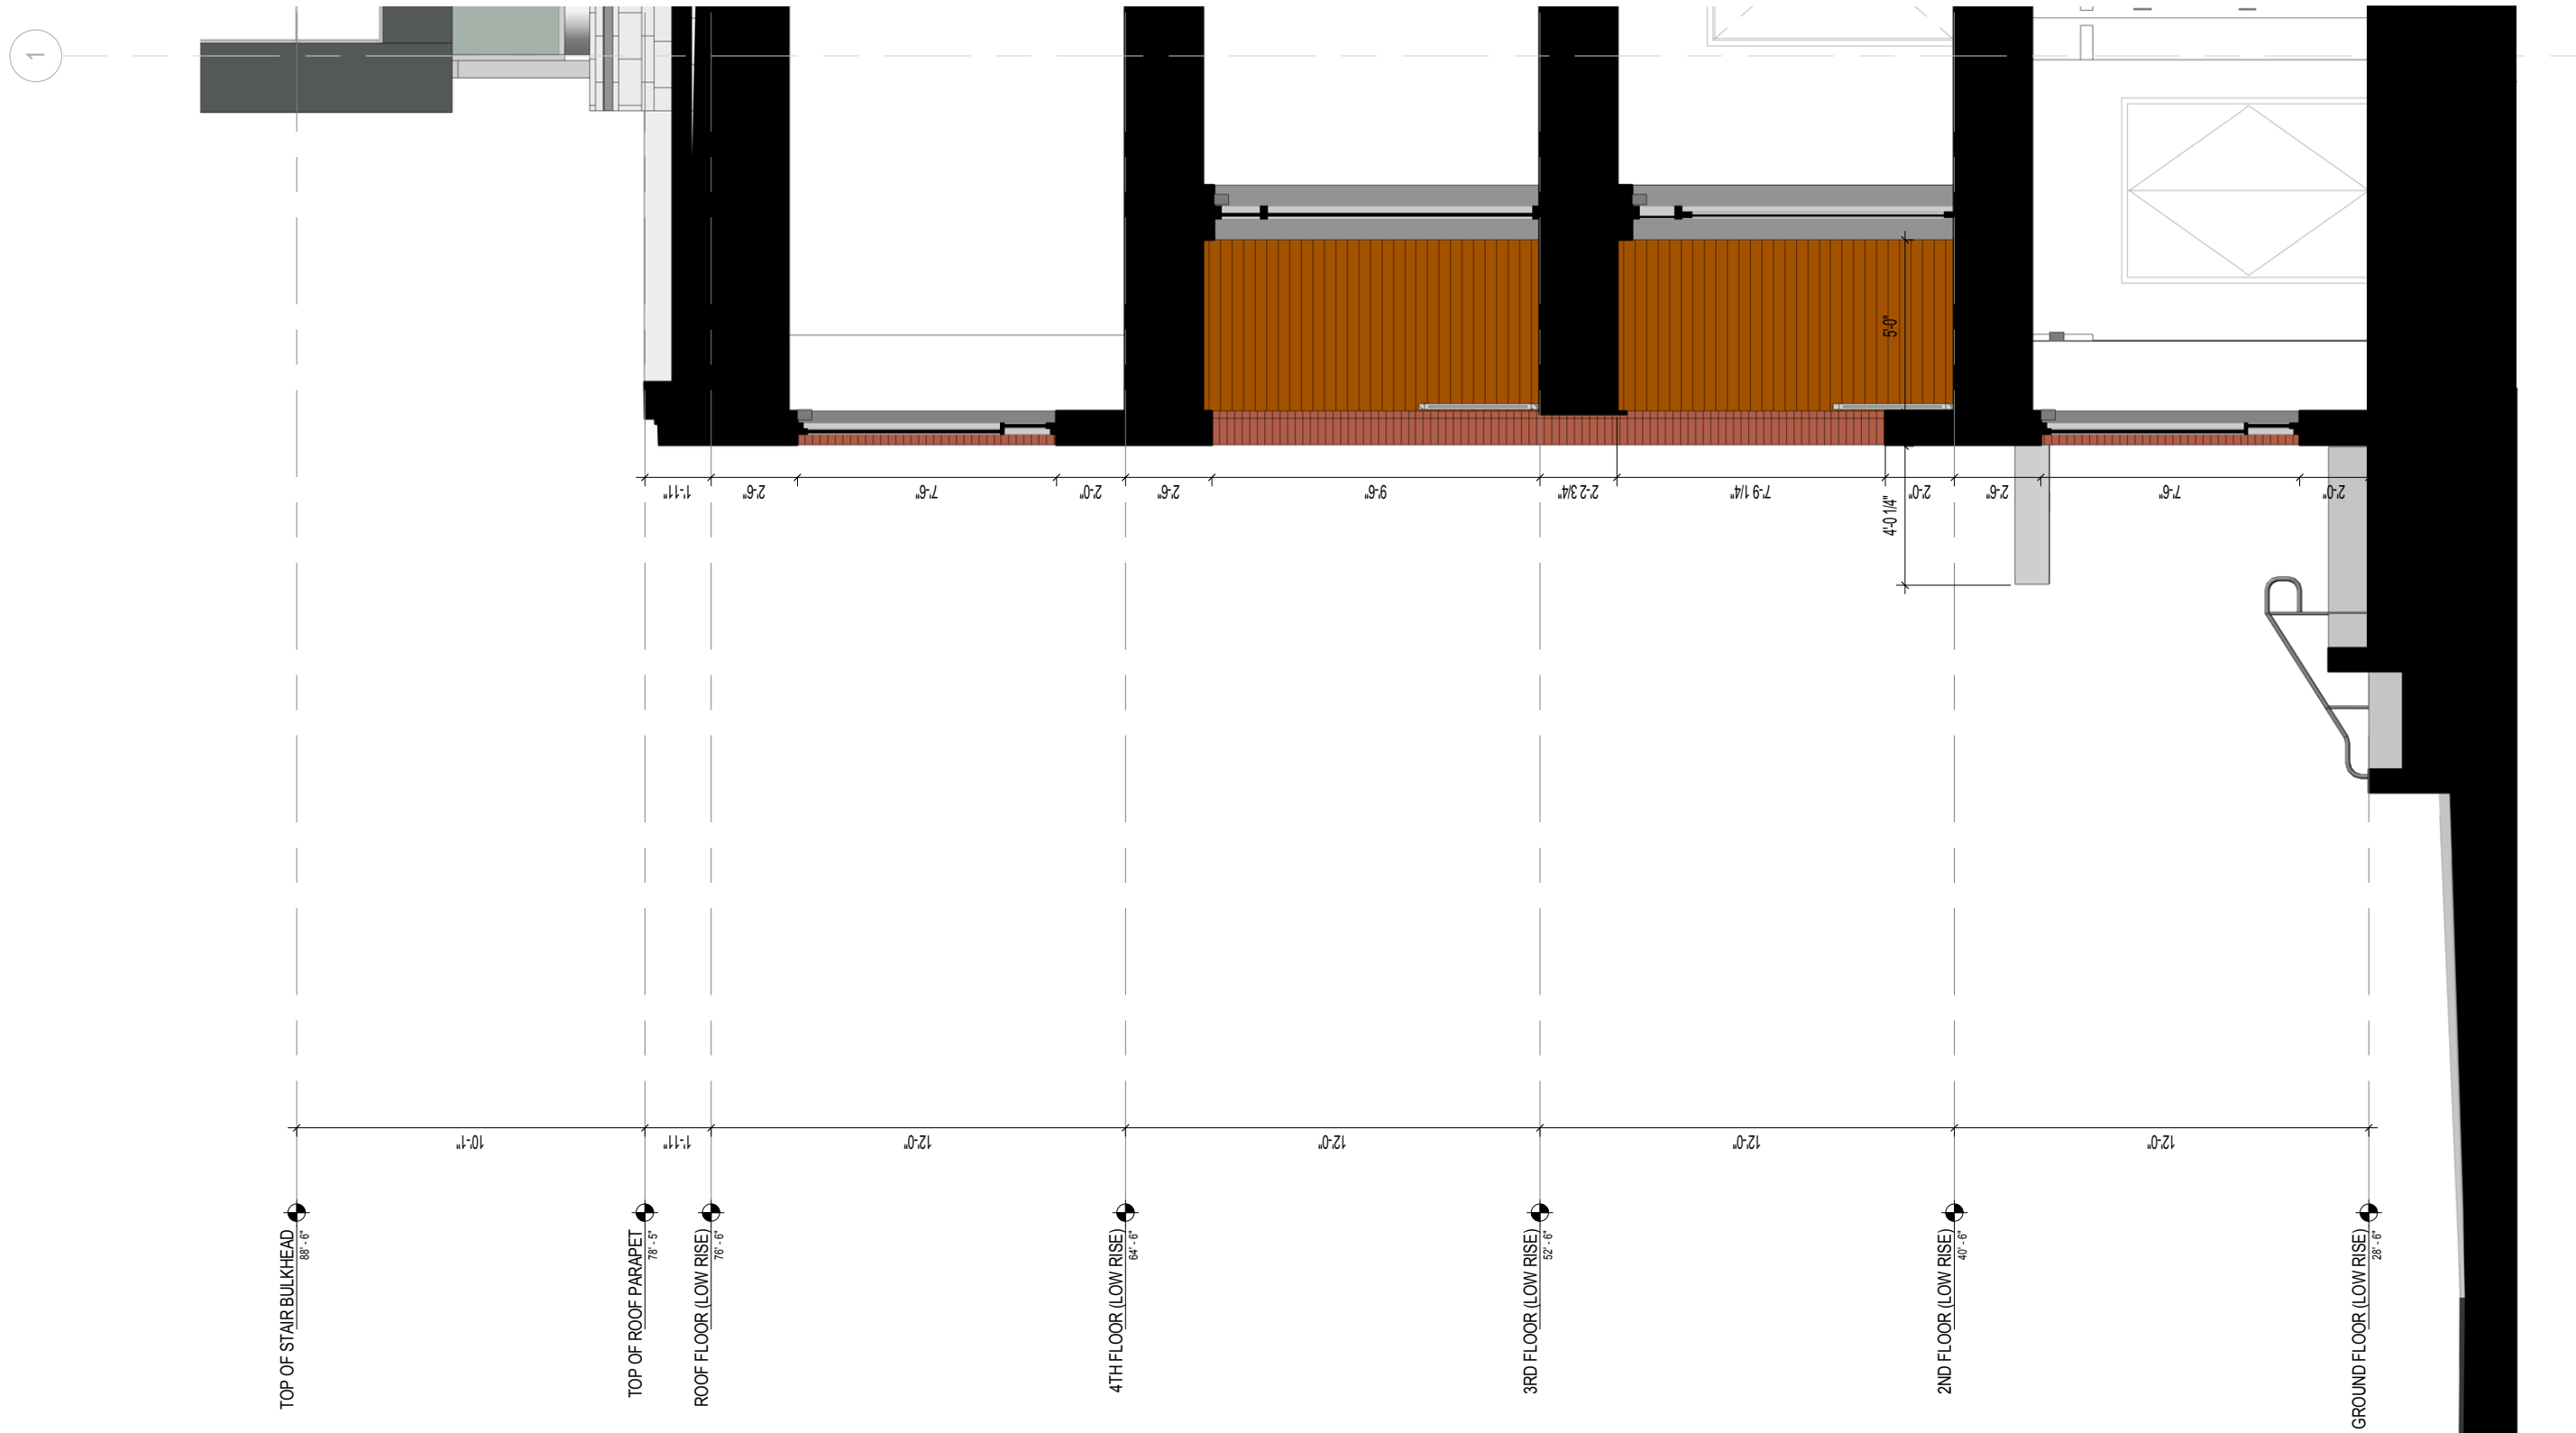 1
1'-11"
2'-6"
7'-6"
2'-0"
2'-6"
9'-6"
2'-2 3/4"
7'-9 1/4"
2'-0"
2'-6"
7'-6"
2'-0"
5'-0"
4'-0 1/4"
10'-1"
1'-11"
12'-0"
12'-0"
12'-0"
12'-0"
TOP OF STAIR BULKHEAD
88' - 6"
TOP OF ROOF PARAPET
78' - 5"
ROOF FLOOR (LOW RISE)
76' - 6"
4TH FLOOR (LOW RISE)
64' - 6"
3RD FLOOR (LOW RISE)
52' - 6"
2ND FLOOR (LOW RISE)
40' - 6"
GROUND FLOOR (LOW RISE)
28' - 6"